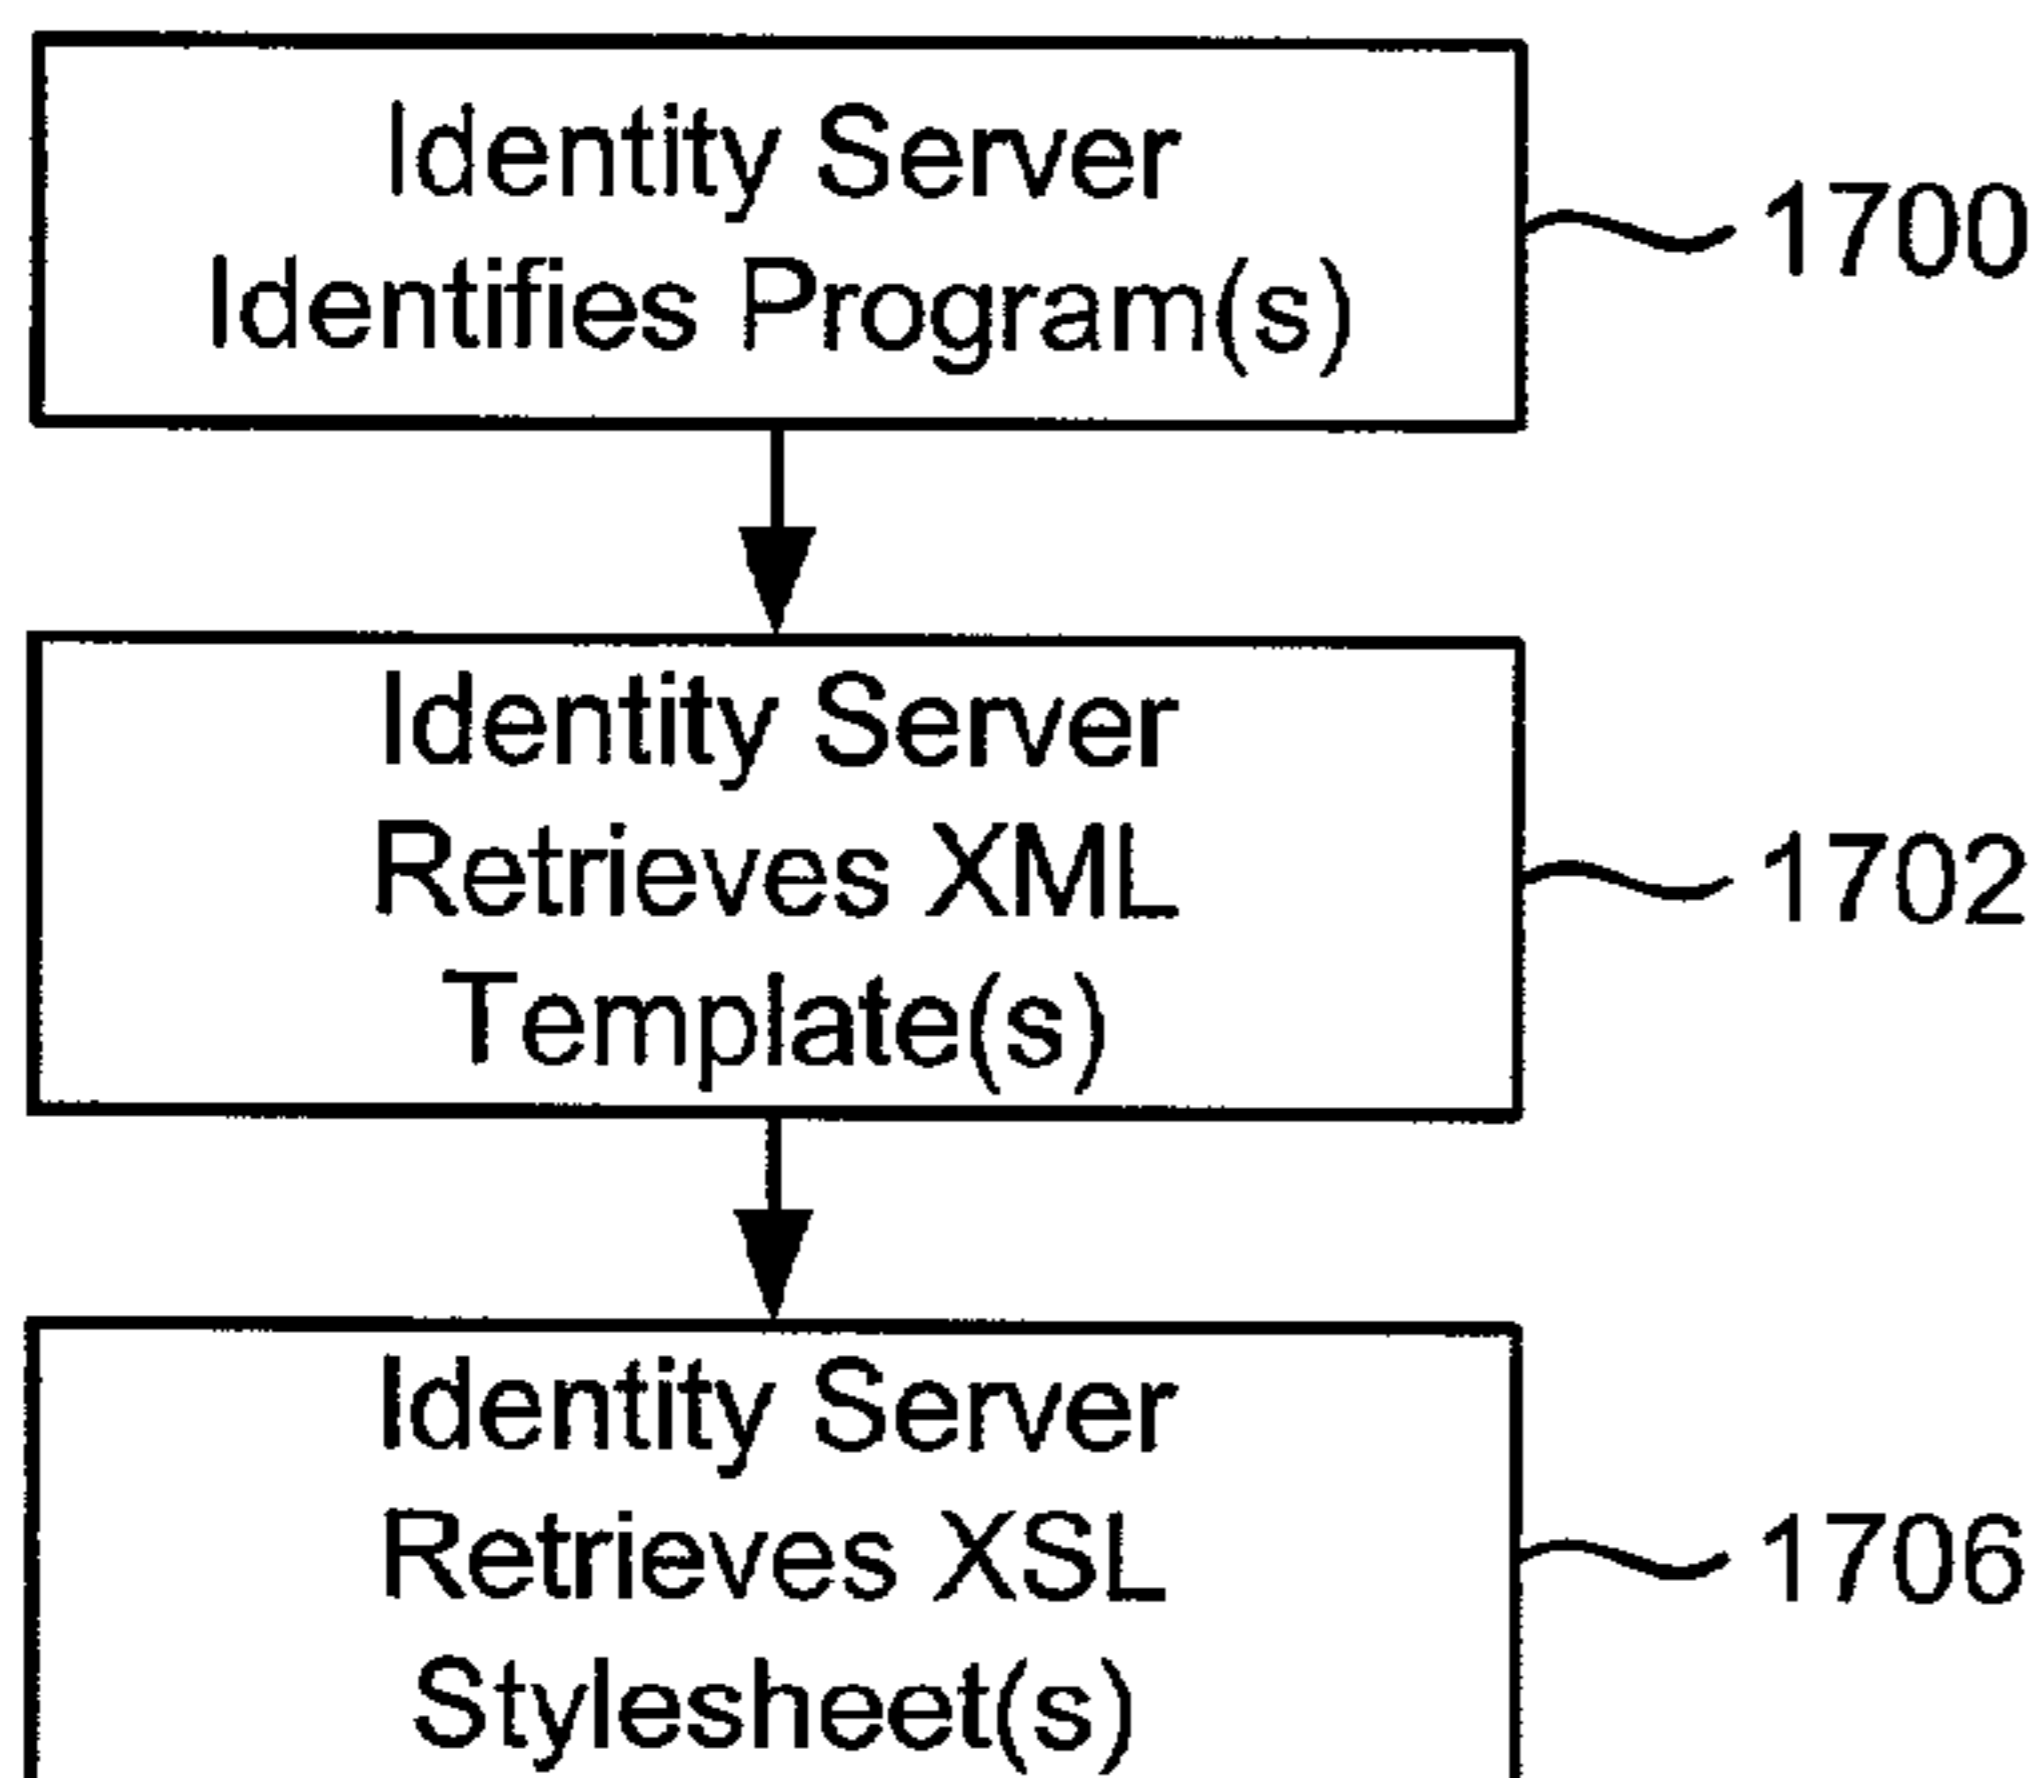 Identity Server
Identifies Program(s)
1700
Identity Server
Retrieves XML
Template(s)
1702
Identity Server
Retrieves XSL
Stylesheet(s)
1706